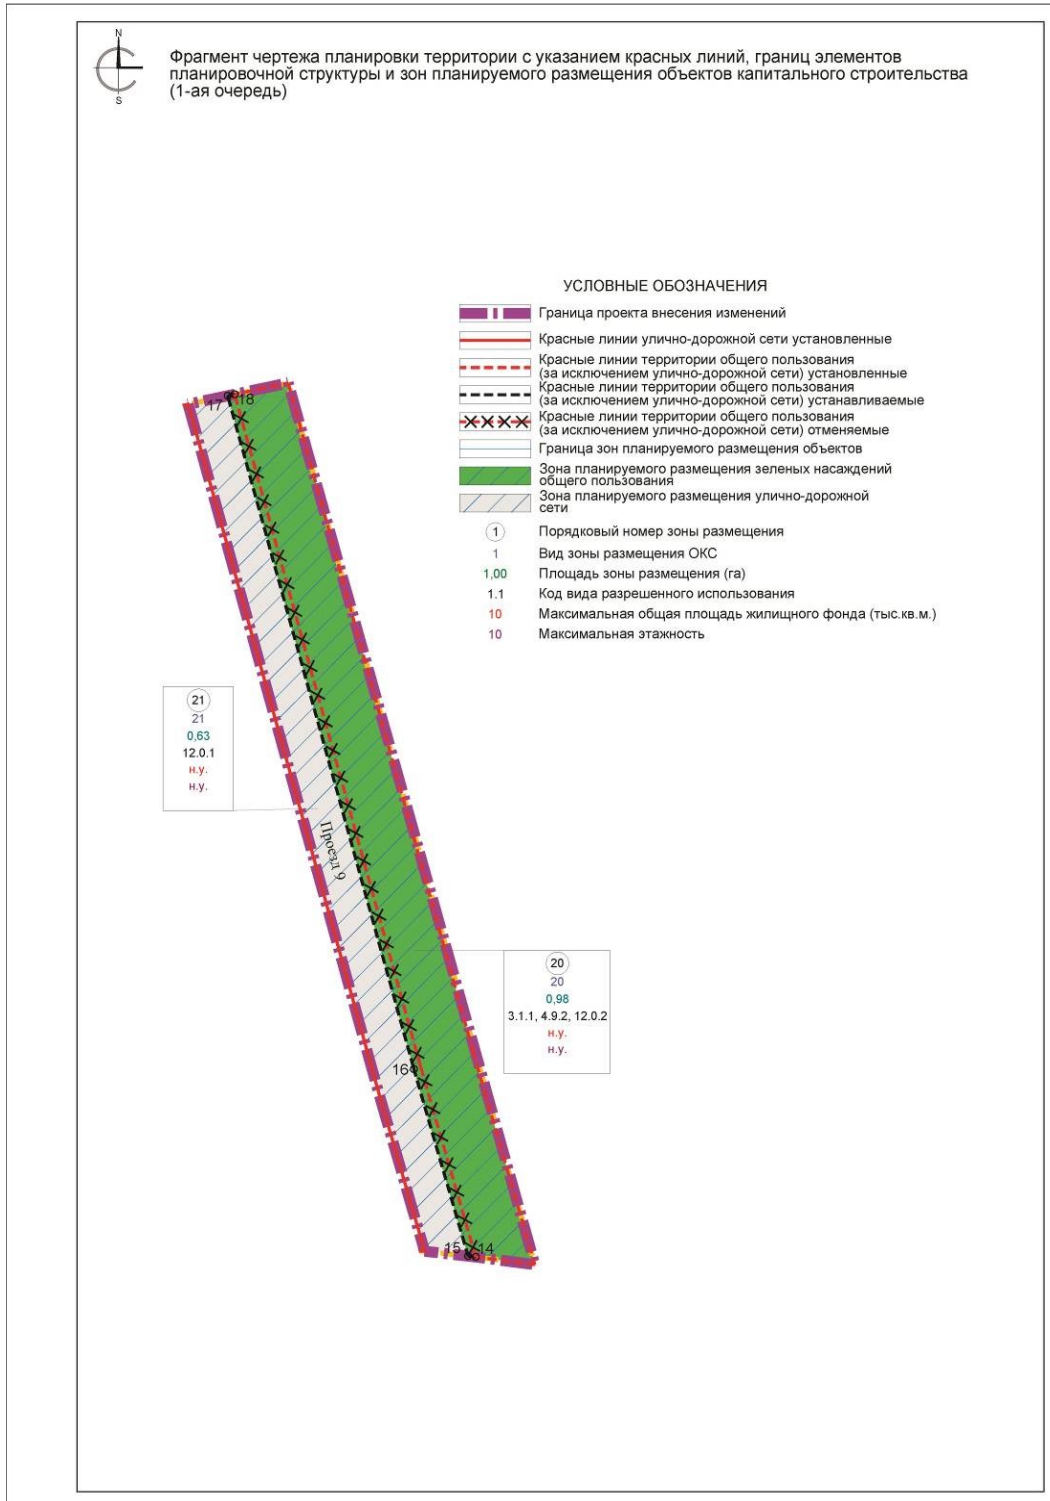 N
S
Фрагмент чертежа планировки территории с указанием красных линий, границ элементов
планировочной структуры и зон планируемого размещения объектов капитального строительства
(1-ая очередь)
УСЛОВНЫЕ ОБОЗНАЧЕНИЯ
Граница проекта внесения изменений
Красные линии улично-дорожной сети установленные
Красные линии территории общего пользования
(за исключением улично-дорожной сети) установленные
Красные линии территории общего пользования
(за исключением улично-дорожной сети) устанавливаемые
Красные линии территории общего пользования
(за исключением улично-дорожной сети) отменяемые
Граница зон планируемого размещения объектов
Зона планируемого размещения зеленых насаждений
общего пользования
Зона планируемого размещения улично-дорожной
сети
1 Порядковый номер зоны размещения
1 Вид зоны размещения ОКС
1,00 Площадь зоны размещения (га)
1.1 Код вида разрешенного использования
10 Максимальная общая площадь жилищного фонда (тыс.кв.м.)
10 Максимальная этажность
17 18
21
21
0,63
12.0.1
н.у.
н.у.
Проезд 9
20
20
0,98
3.1.1, 4.9.2, 12.0.2
н.у.
н.у.
16
15 14